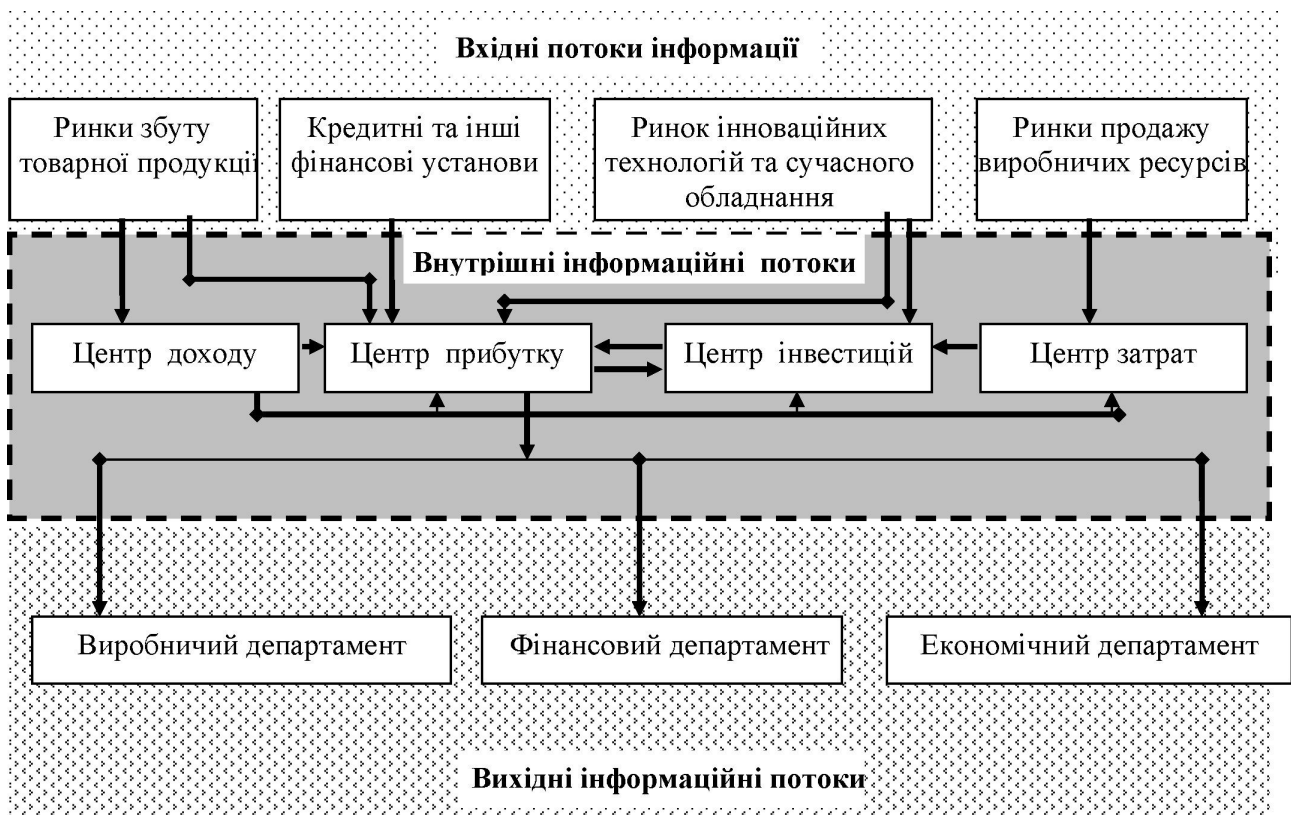 Вхідні потоки інформації
Ринки збуту
товарної продукції
Кредитні та інші
фінансові установи
Ринок інноваційних
технологій та сучасного
обладнання
Ринки продажу
виробничих ресурсів
Внутрішні інформаційні потоки
Центр доходу
Центр прибутку
Центр інвестицій
Центр затрат
Виробничий департамент
Фінансовий департамент
Економічний департамент
Вихідні інформаційні потоки